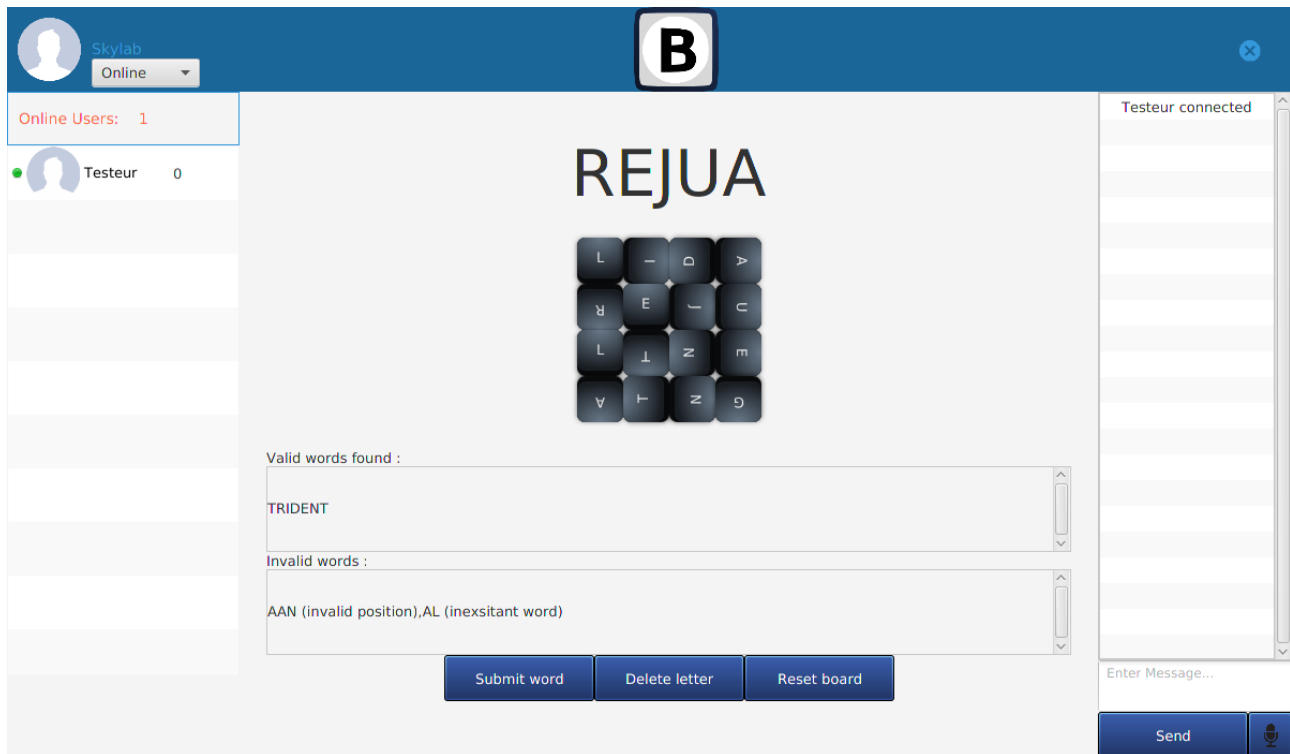 Skylab
Online
B
Online Users: 1
Testeur 0
REJUA
L I D A
R E J U
L T N E
A T N G
Valid words found :
TRIDENT
Invalid words :
AAN (invalid position),AL (inexsitant word)
Submit word Delete letter Reset board
Testeur connected
Enter Message...
Send